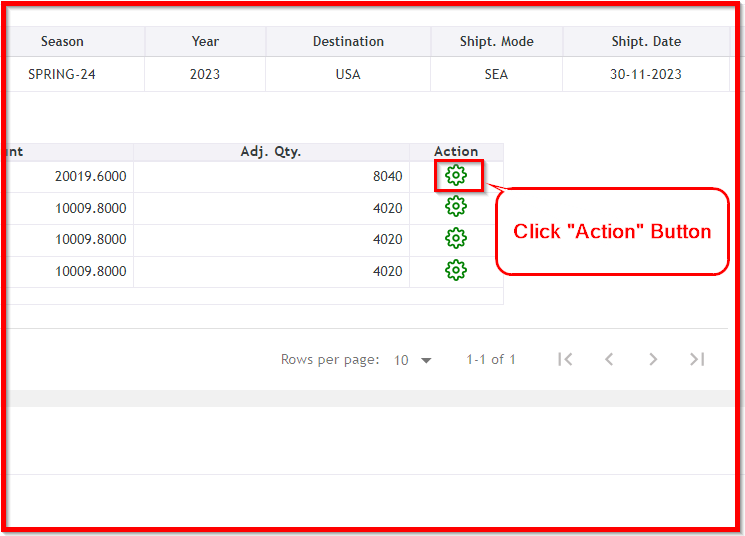 Season Year Destination Shipt. Mode Shipt. Date
SPRING-24 2023 USA SEA 30-11-2023
Adj. Qty. Action
20019.6000 8040
10009.8000 4020
10009.8000 4020
10009.8000 4020
Click "Action" Button
Rows per page: 10 1-1 of 1